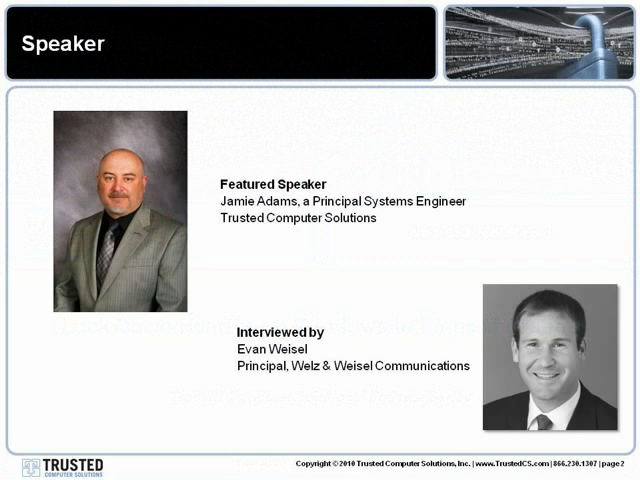 Speaker
Featured Speaker
Jamie Adams, a Principal Systems Engineer
Trusted Computer Solutions
Interviewed by
Evan Weisel
Principal, Welz & Weisel Communications
TRUSTED
COMPUTER SOLUTIONS
Copyright © 2010 Trusted Computer Solutions, Inc. | www.TrustedCS.com | 866.230.1307 | page 2